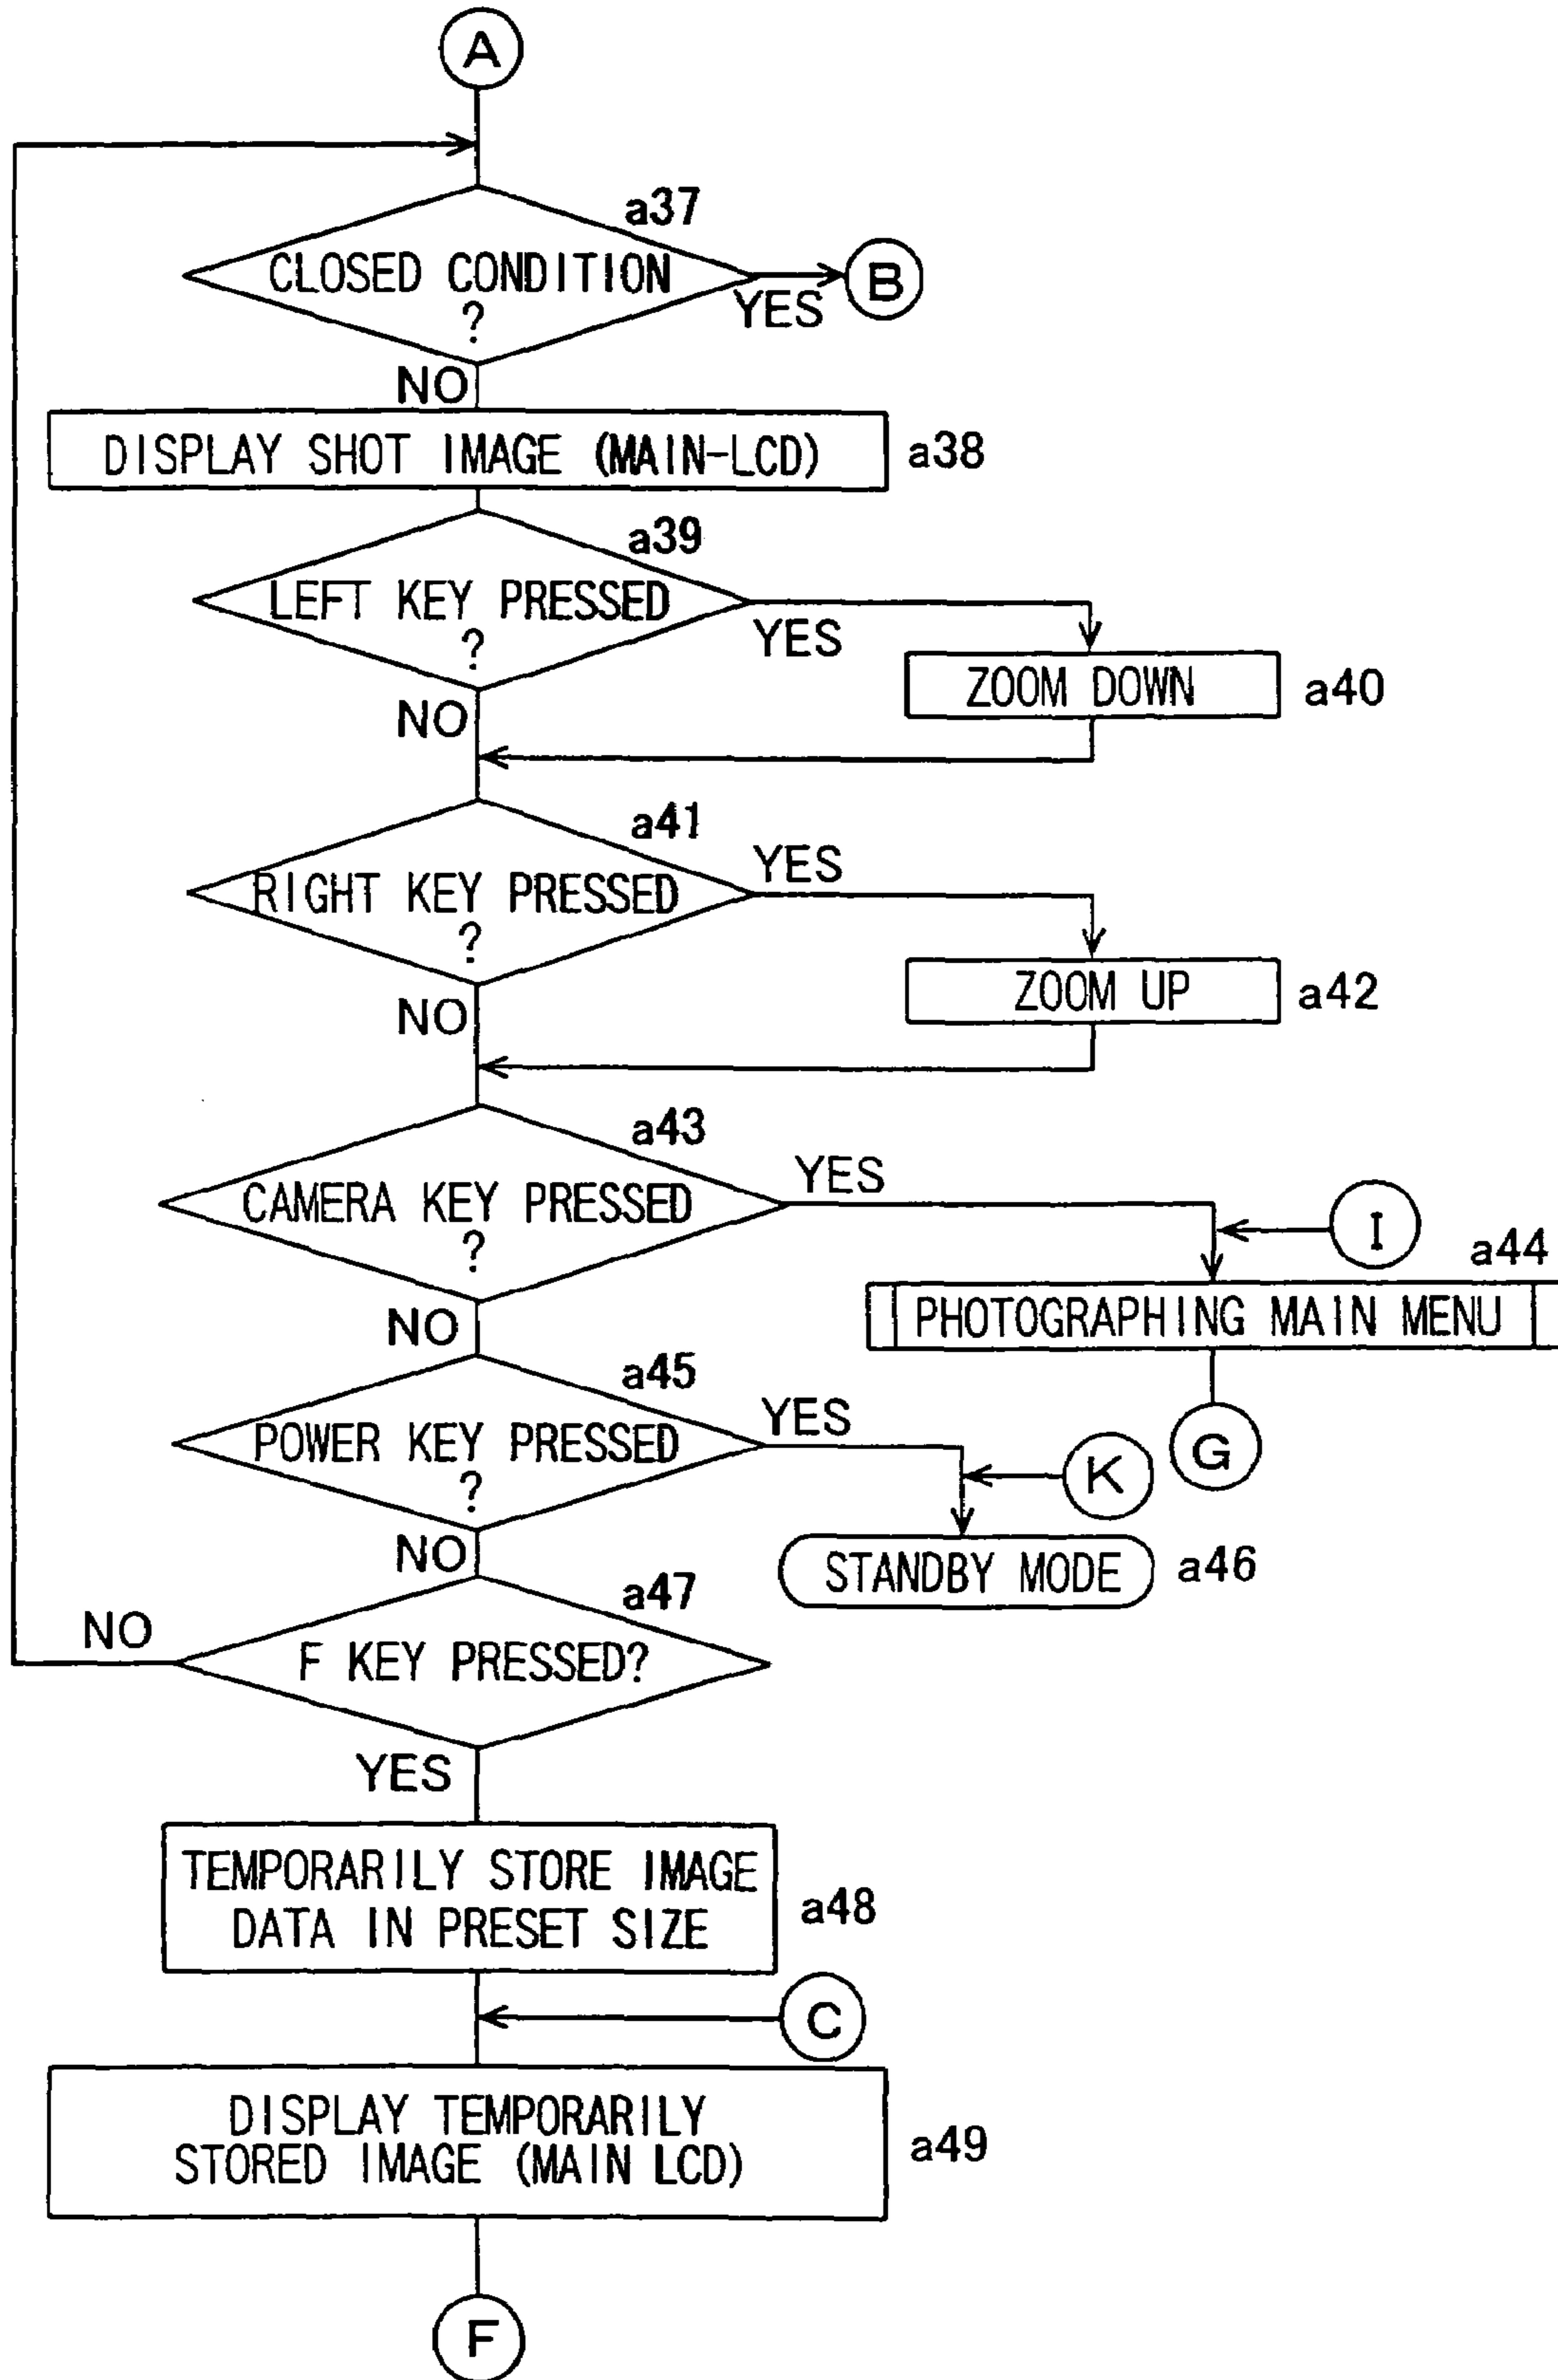 A
a37
CLOSED CONDITION
?
YES
B
NO
DISPLAY SHOT IMAGE (MAIN-LCD)
a38
a39
LEFT KEY PRESSED
?
YES
ZOOM DOWN
a40
NO
a41
RIGHT KEY PRESSED
?
YES
ZOOM UP
a42
NO
a43
CAMERA KEY PRESSED
?
YES
I
a44
PHOTOGRAPHING MAIN MENU
G
NO
a45
POWER KEY PRESSED
?
YES
K
STANDBY MODE
a46
NO
a47
F KEY PRESSED?
NO
YES
TEMPORARILY STORE IMAGE
DATA IN PRESET SIZE
a48
C
DISPLAY TEMPORARILY
STORED IMAGE (MAIN LCD)
a49
F